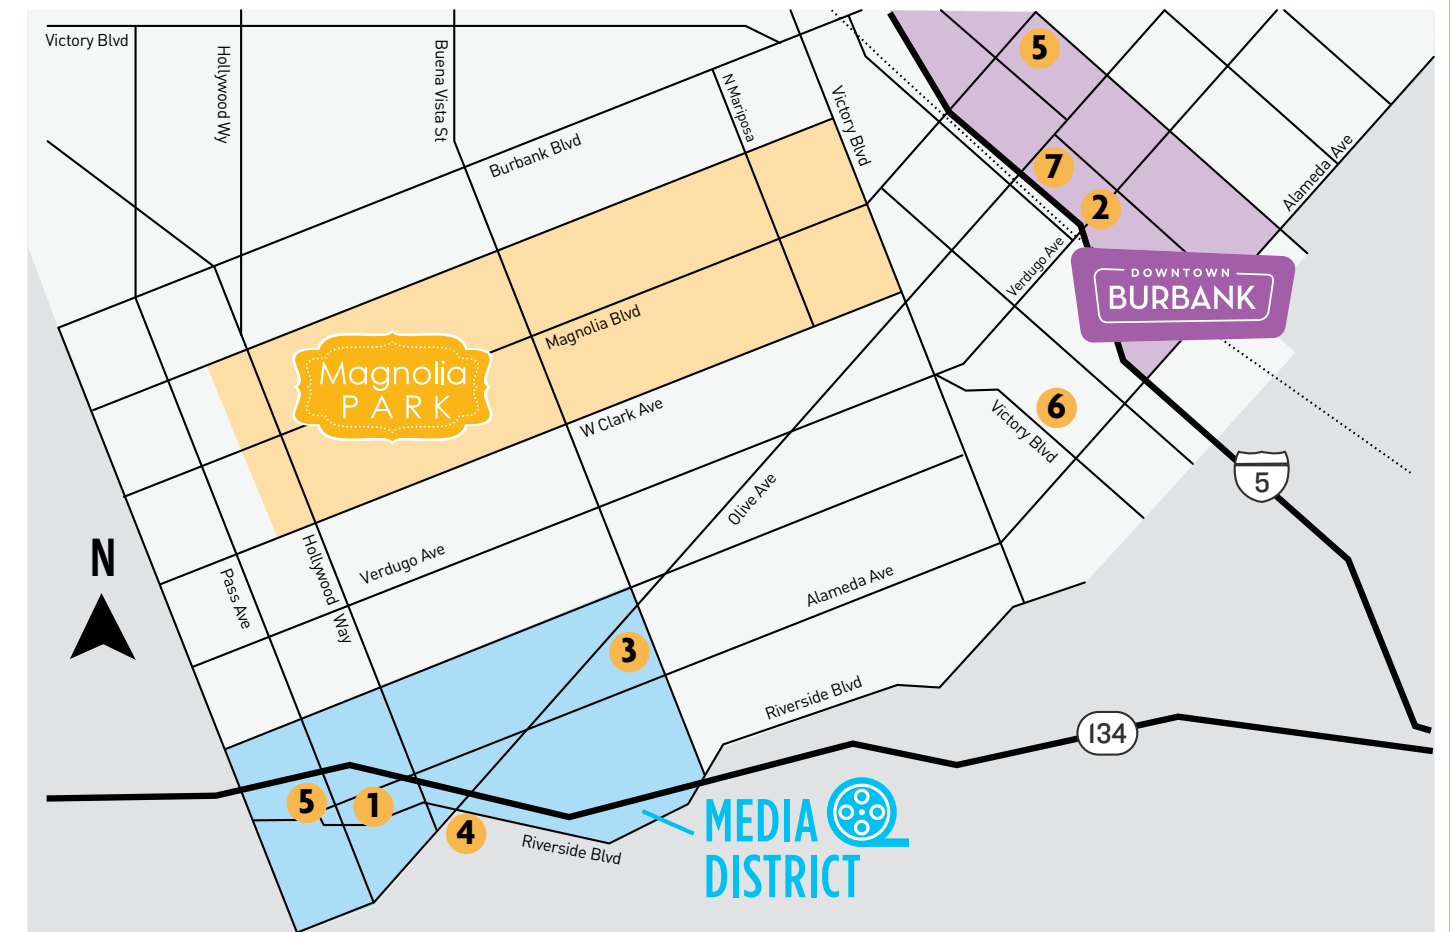 Victory Blvd
Hollywood Wy
Buena Vista St
N Mariposa
Victory Blvd
5
Burbank Blvd
7
Alameda Ave
2
Verdugo Ave
DOWNTOWN
BURBANK
Magnolia Blvd
Magnolia
PARK
W Clark Ave
6
Victory Blvd
5
Olive Ave
N
Hollywood Way
Verdugo Ave
Pass Ave
Alameda Ave
3
Riverside Blvd
134
5
1
4
MEDIA
DISTRICT
Riverside Blvd